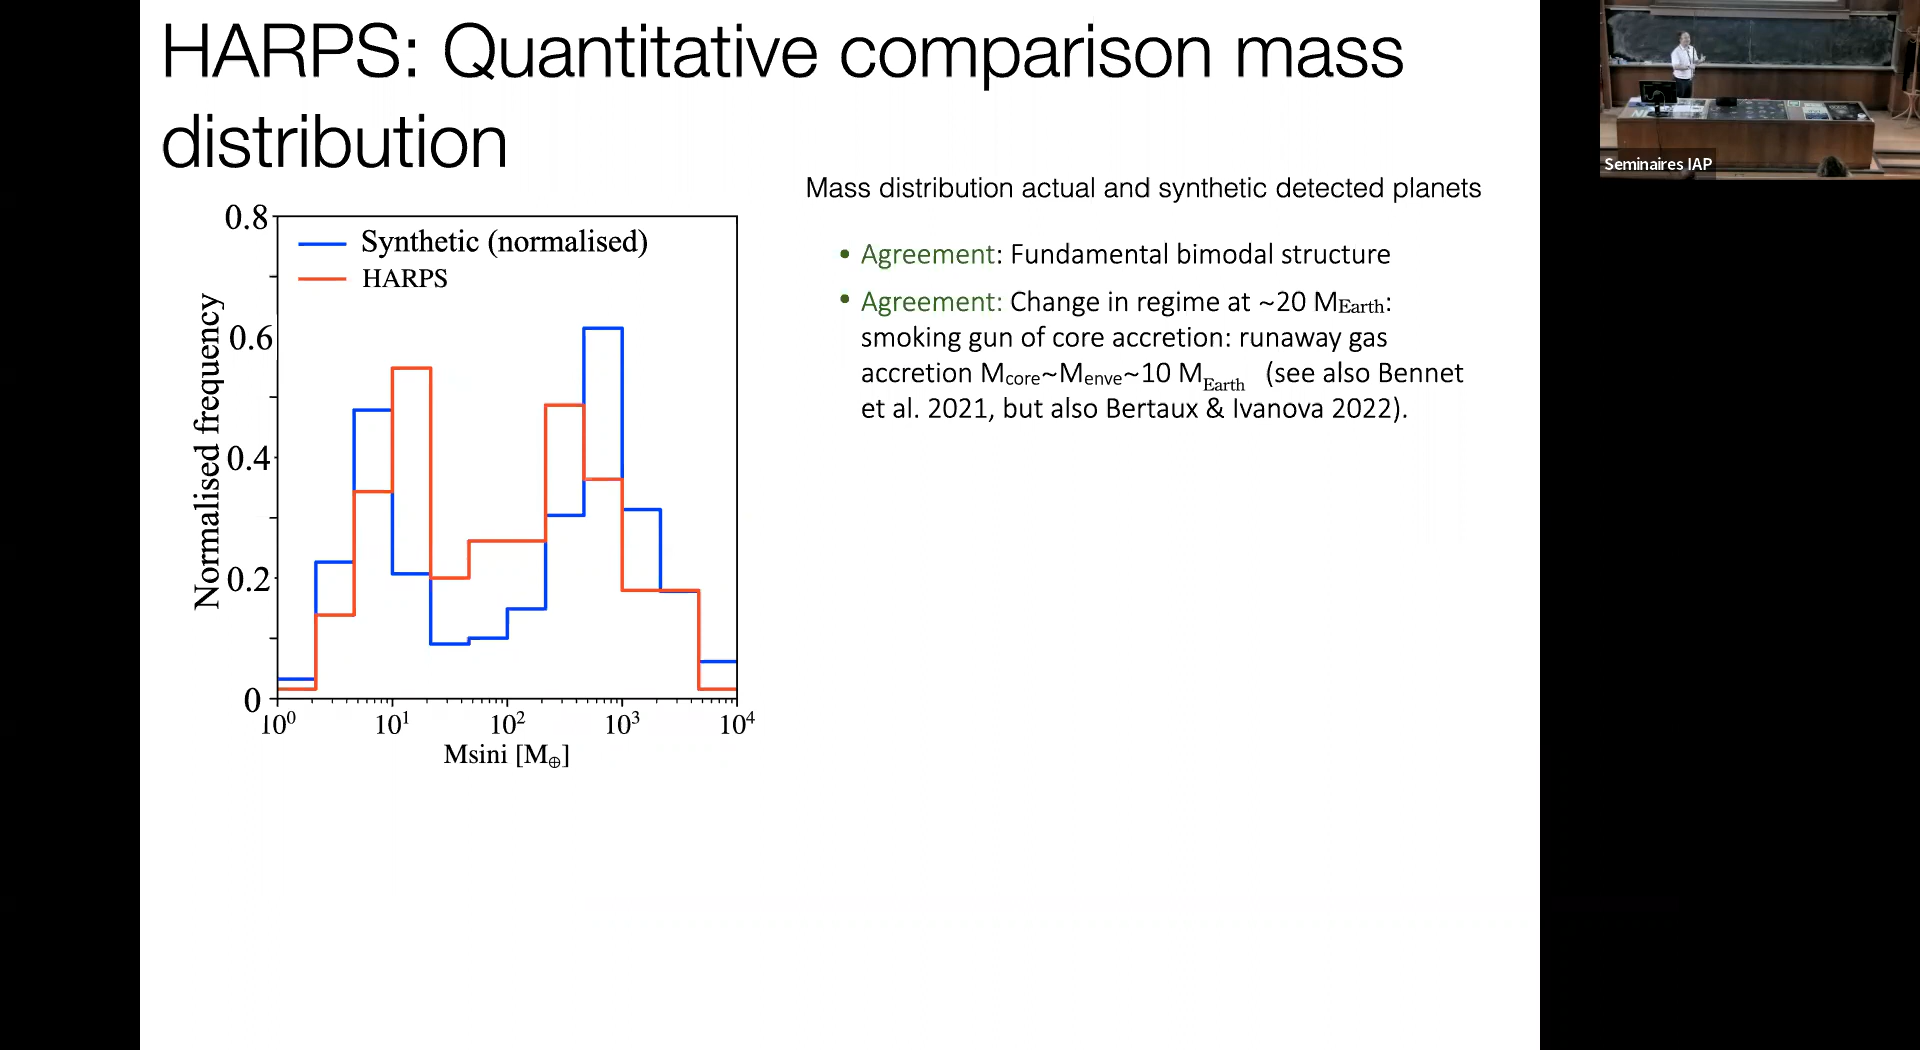 HARPS: Quantitative comparison mass
distribution
Seminaires IAP
Mass distribution actual and synthetic detected planets
• Agreement: Fundamental bimodal structure
• Agreement: Change in regime at ~20 MEarth:
smoking gun of core accretion: runaway gas
accretion Mcore~Menve~10 MEarth (see also Bennet
et al. 2021, but also Bertaux & Ivanova 2022).
Synthetic (normalised)
HARPS
Normalised frequency
0.8
0.6
0.4
0.2
0
10⁰ 10¹ 10² 10³ 10⁴
Msini [M⊕]